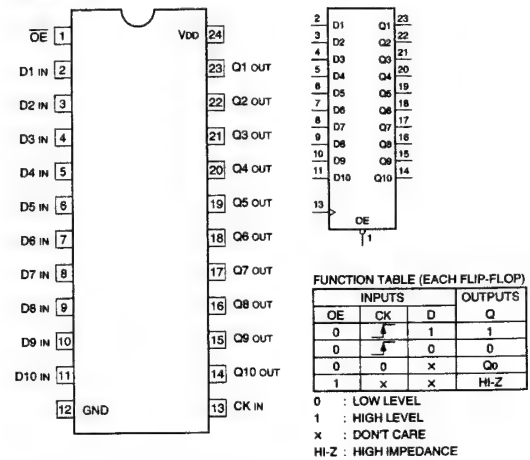 OE 1 VDD 24
D1 IN 2 23 Q1 OUT
D2 IN 3 22 Q2 OUT
D3 IN 4 21 Q3 OUT
D4 IN 5 20 Q4 OUT
D5 IN 6 19 Q5 OUT
D6 IN 7 18 Q6 OUT
D7 IN 8 17 Q7 OUT
D8 IN 9 16 Q8 OUT
D9 IN 10 15 Q9 OUT
D10 IN 11 14 Q10 OUT
12 GND 13 CK IN
2 D1 Q1 23
3 D2 Q2 22
4 D3 Q3 21
5 D4 Q4 20
6 D5 Q5 19
7 D6 Q6 18
8 D7 Q7 17
9 D8 Q8 16
10 D9 Q9 15
11 D10 Q10 14
13
OE
1
FUNCTION TABLE (EACH FLIP-FLOP)
INPUTS OUTPUTS
OE CK D Q
0 1 1
0 0 0
0 0 x Q0
1 x x HI-Z
0 : LOW LEVEL
1 : HIGH LEVEL
x : DON'T CARE
HI-Z : HIGH IMPEDANCE